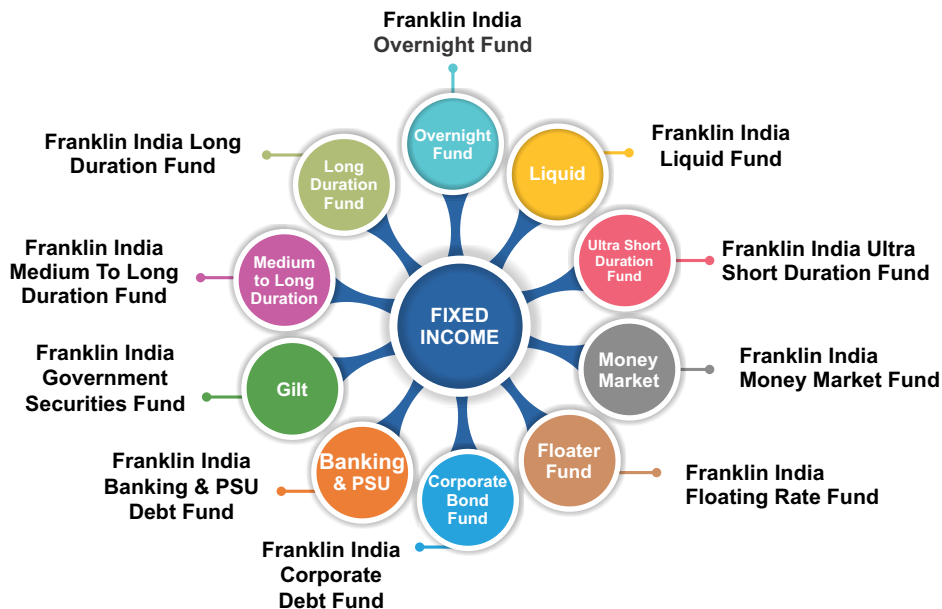 Franklin India
Overnight Fund
Overnight
Fund
Franklin India
Liquid Fund
Liquid
Franklin India Ultra
Short Duration Fund
Ultra Short
Duration
Fund
Franklin India
Money Market Fund
Money
Market
Franklin India
Floating Rate Fund
Floater
Fund
Franklin India
Corporate
Debt Fund
Corporate
Bond
Fund
Franklin India
Banking & PSU
Debt Fund
Banking
& PSU
Franklin India
Government
Securities Fund
Gilt
Franklin India
Medium To Long
Duration Fund
Medium
to Long
Duration
Franklin India Long
Duration Fund
Long
Duration
Fund
FIXED
INCOME